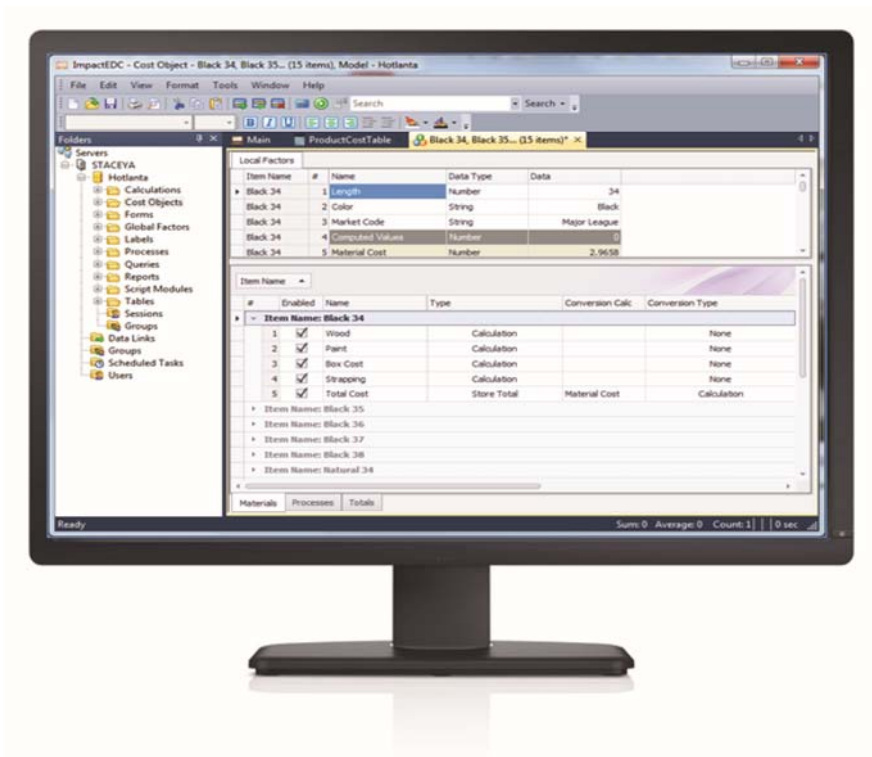 ImpactEDC - Cost Object - Black 34, Black 35... (15 items), Model - Hotlanta
File Edit View Format Tools Window Help
Search Search
B I U
Folders
Servers
STACEYA
Hotlanta
Calculations
Cost Objects
Forms
Global Factors
Labels
Processes
Queries
Reports
Script Modules
Tables
Sessions
Groups
Data Links
Groups
Scheduled Tasks
Users
Main ProductCostTable Black 34, Black 35... (15 items)*
Local Factors
Item Name # Name Data Type Data
Black 34 1 Length Number 34
Black 34 2 Color String Black
Black 34 3 Market Code String Major League
Black 34 4 Computed Values Number 0
Black 34 5 Material Cost Number 2.9658
Item Name
# Enabled Name Type Conversion Calc Conversion Type
Item Name: Black 34
1 Wood Calculation None
2 Paint Calculation None
3 Box Cost Calculation None
4 Strapping Calculation None
5 Total Cost Store Total Material Cost Calculation
Item Name: Black 35
Item Name: Black 36
Item Name: Black 37
Item Name: Black 38
Item Name: Natural 34
Materials Processes Totals
Ready Sum: 0 Average: 0 Count: 1 0 sec